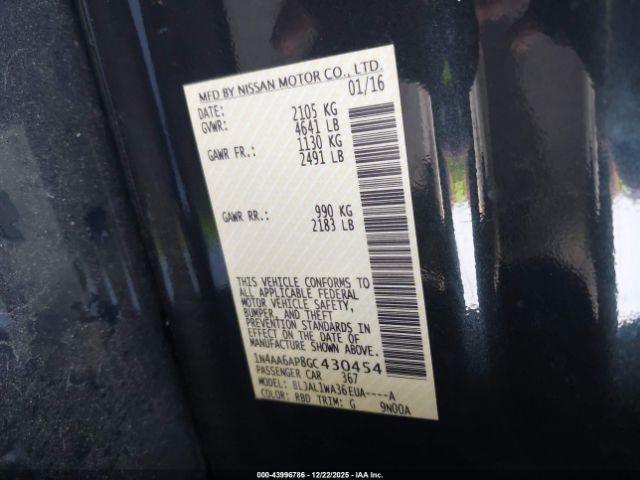 MFD BY NISSAN MOTOR CO., LTD.
DATE: 01/16
GVWR: 2105 KG
4641 LB
GAWR FR.: 1130 KG
2491 LB
GAWR RR.: 990 KG
2183 LB
THIS VEHICLE CONFORMS TO
ALL APPLICABLE FEDERAL
MOTOR VEHICLE SAFETY,
BUMPER, AND THEFT
PREVENTION STANDARDS IN
EFFECT ON THE DATE OF
MANUFACTURE SHOWN ABOVE.
1N4AA6AP8GC430454
PASSENGER CAR 367
MODEL: BLJAL1WA36EUA----A
COLOR: RBD TRIM: G 9N00A
000-43996786 - 12/22/2025 - IAA Inc.